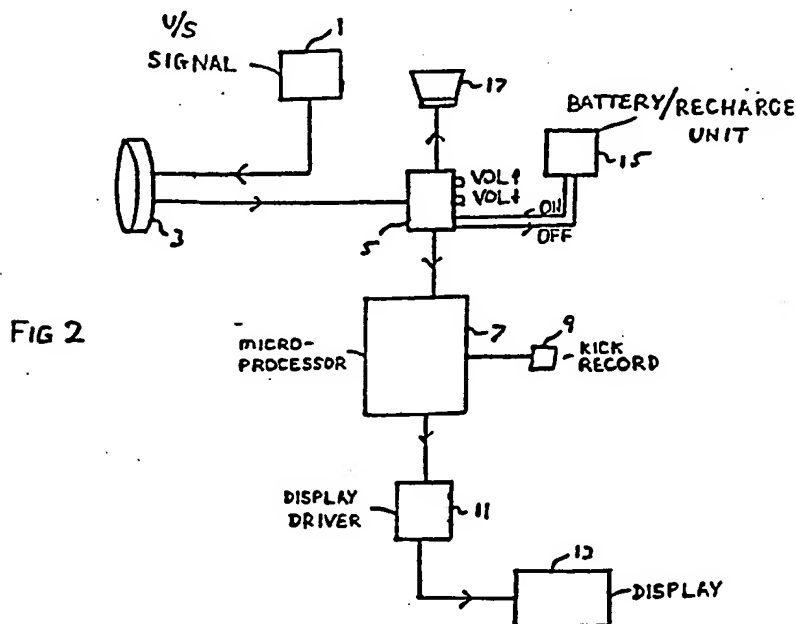 U/S
SIGNAL
1
17
BATTERY/RECHARGE
UNIT
15
VOL↑
VOL↓
ON
OFF
3
5
FIG 2
MICRO-
PROCESSOR
7
9
KICK
RECORD
DISPLAY
DRIVER
11
13
DISPLAY